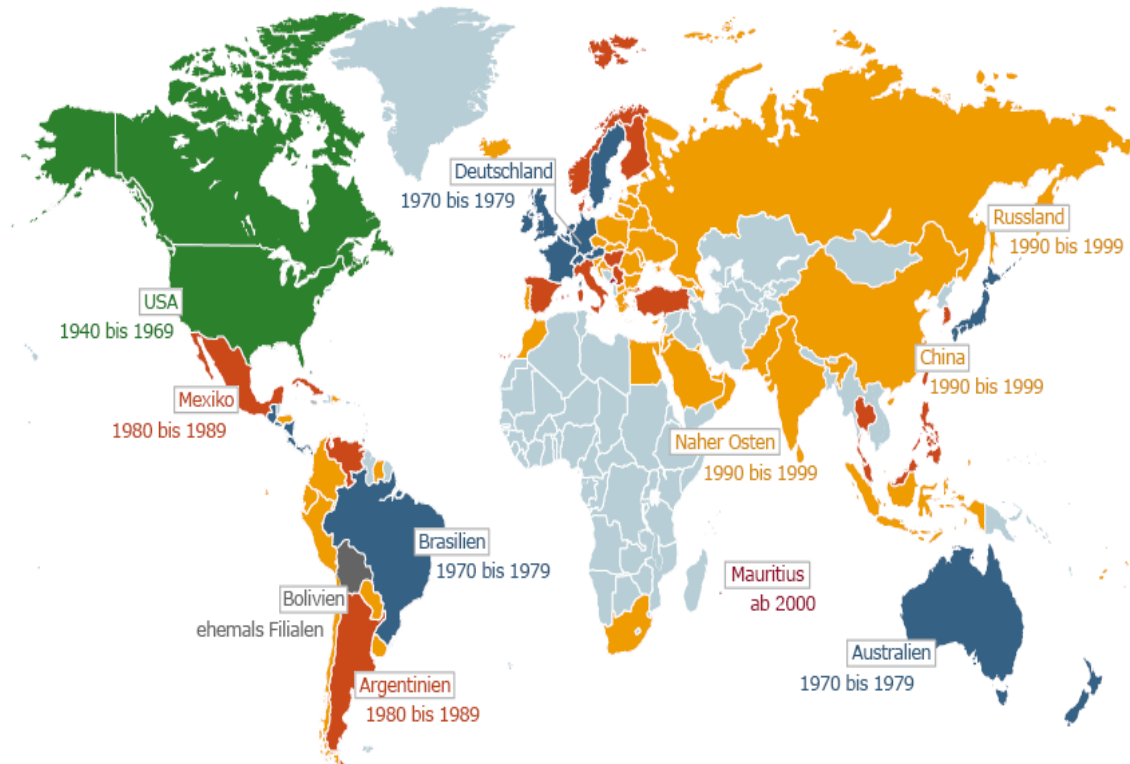 Deutschland
1970 bis 1979
Russland
1990 bis 1999
USA
1940 bis 1969
China
1990 bis 1999
Mexiko
1980 bis 1989
Naher Osten
1990 bis 1999
Brasilien
1970 bis 1979
Mauritius
ab 2000
Bolivien
ehemals Filialen
Australien
1970 bis 1979
Argentinien
1980 bis 1989